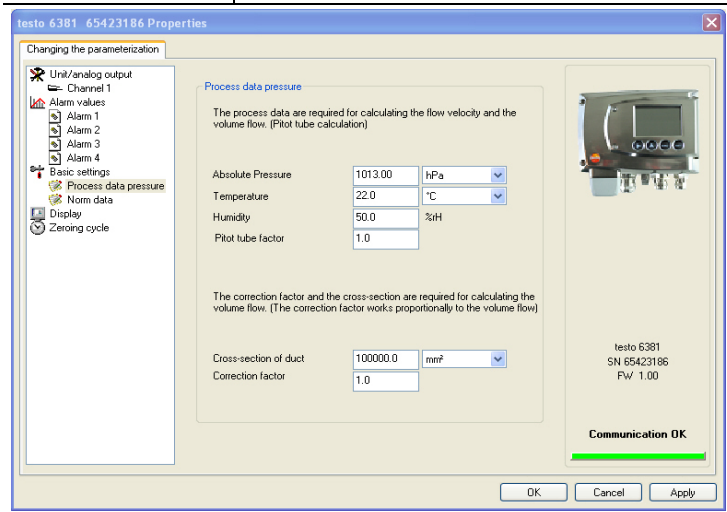 testo 6381 65423186 Properties
Changing the parameterization
Unit/analog output
Channel 1
Alarm values
Alarm 1
Alarm 2
Alarm 3
Alarm 4
Basic settings
Process data pressure
Norm data
Display
Zeroing cycle
Process data pressure
The process data are required for calculating the flow velocity and the
volume flow. (Pitot tube calculation)
Absolute Pressure 1013.00 hPa
Temperature 22.0 °C
Humidity 50.0 %rH
Pitot tube factor 1.0
The correction factor and the cross-section are required for calculating the
volume flow. (The correction factor works proportionally to the volume flow)
Cross-section of duct 100000.0 mm²
Correction factor 1.0
testo 6381
SN 65423186
FW 1.00
Communication OK
OK Cancel Apply